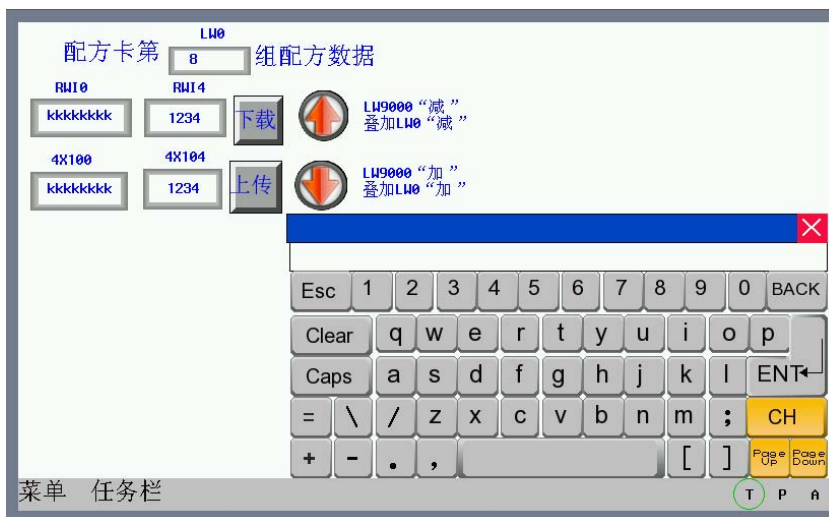 LW0
配方卡第 8 组配方数据
RWI0 RWI4
kkkkkkkk 1234 下载 LW9000 “减 ”
叠加LW0 “减 ”
4X100 4X104
kkkkkkkk 1234 上传 LW9000 “加 ”
叠加LW0 “加 ”
Esc 1 2 3 4 5 6 7 8 9 0 BACK
Clear q w e r t y u i o p
Caps a s d f g h j k l ENT
= \ / z x c v b n m ; CH
+ - . , [ ] Page Up Page Down
菜单 任务栏 T P A